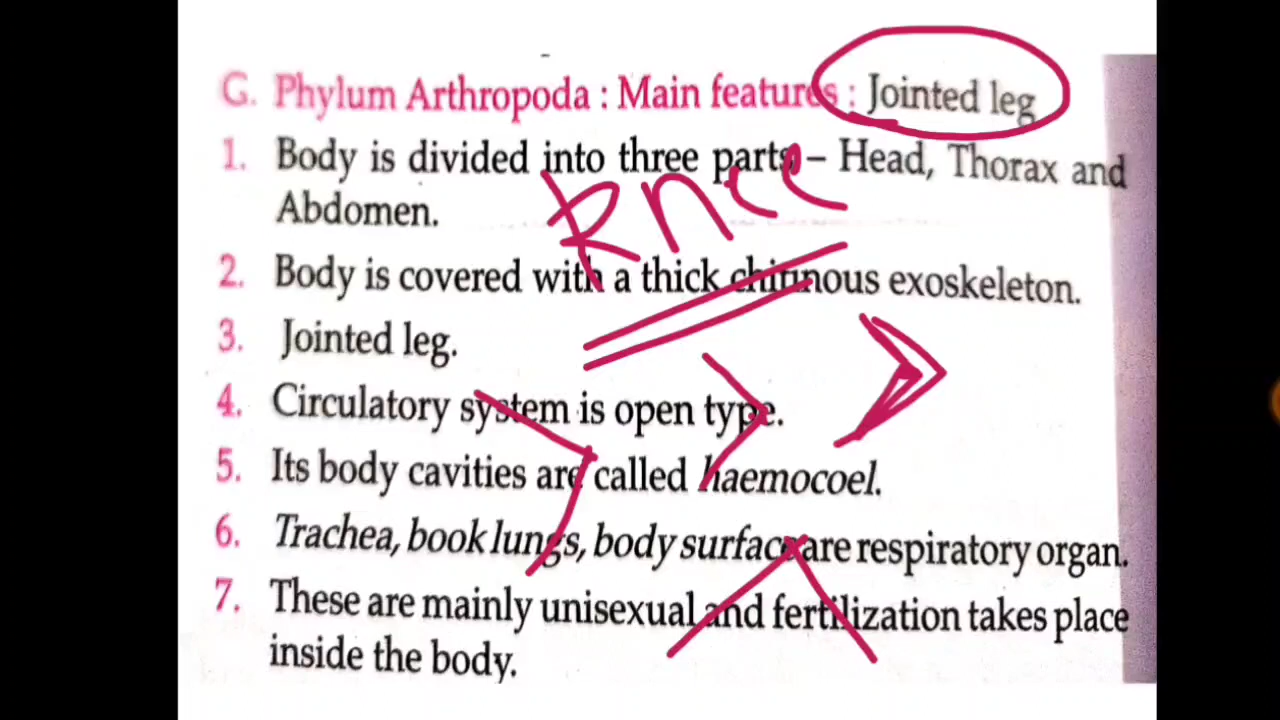 G. Phylum Arthropoda : Main features : Jointed leg
1. Body is divided into three parts – Head, Thorax and
Abdomen.
knee
2. Body is covered with a thick chitinous exoskeleton.
3. Jointed leg.
4. Circulatory system is open type.
5. Its body cavities are called haemocoel.
6. Trachea, book lungs, body surface are respiratory organ.
7. These are mainly unisexual and fertilization takes place
inside the body.